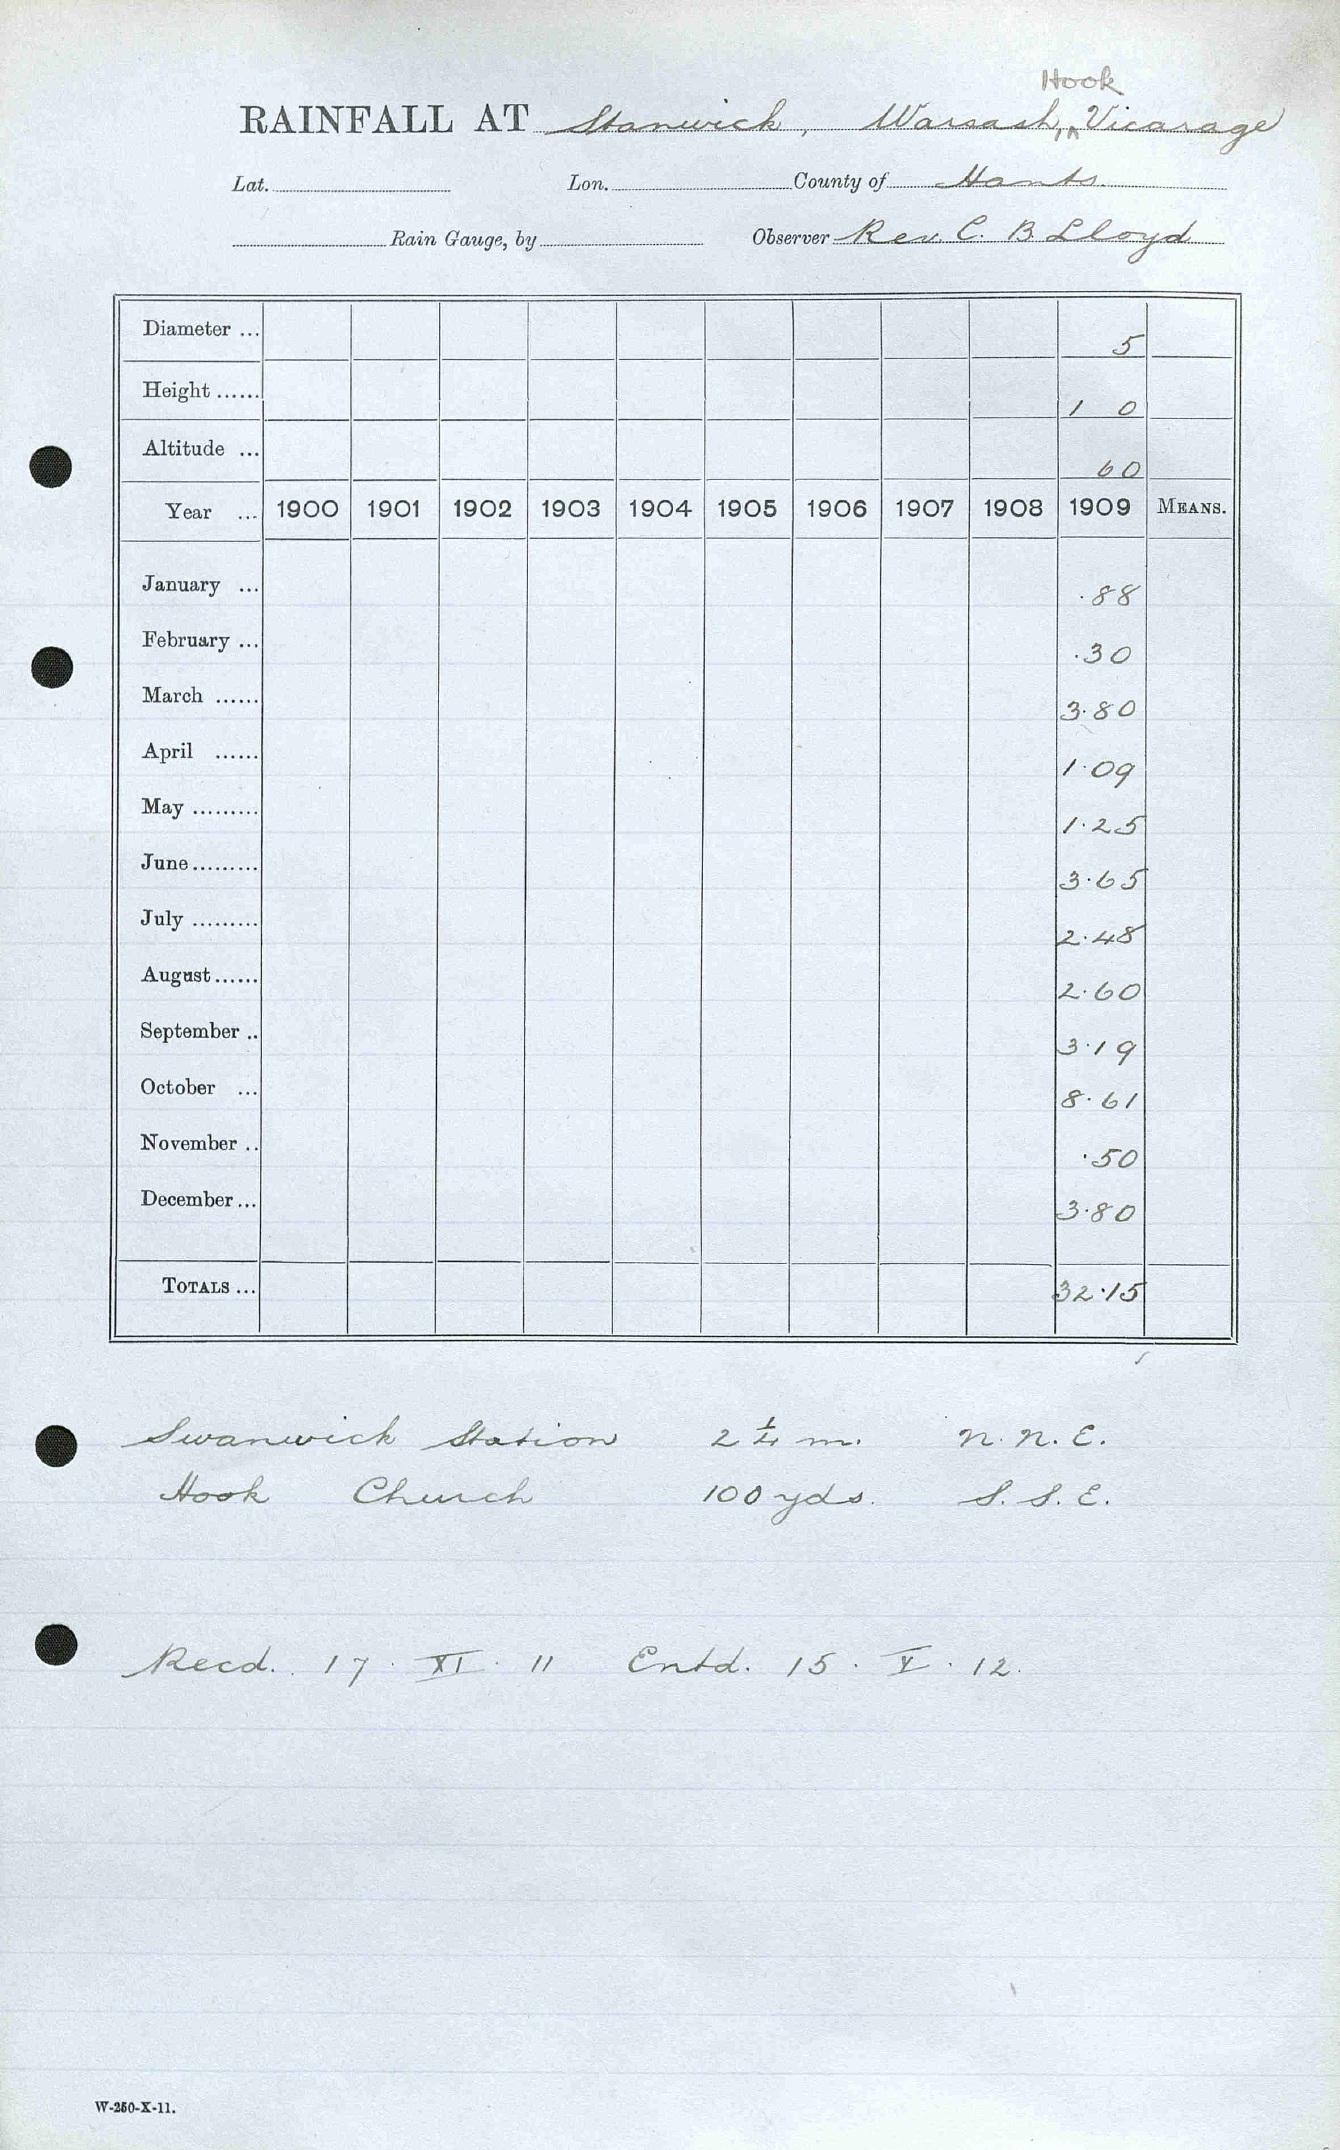 Hook
RAINFALL AT Stanwick, Warsash, ^ Vicarage
Lat. Lon. County of Hants.
Rain Gauge, by Observer Rev. C. B. Lloyd
Diameter ... 5
Height ...... 1 0
Altitude ... 60
Year ... 1900 1901 1902 1903 1904 1905 1906 1907 1908 1909 MEANS.
January ... .88
February ... .30
March ...... 3.80
April ...... 1.09
May ......... 1.25
June ......... 3.65
July ......... 2.48
August ...... 2.60
September .. 3.19
October ... 8.61
November .. .50
December ... 3.80
TOTALS ... 32.15
Swanwick Station 2 1/4 m. N. N. E.
Hook Church 100 yds. S. S. E.
Recd. 17. XI. 11 Entd. 15. V. 12.
W-250-X-11.